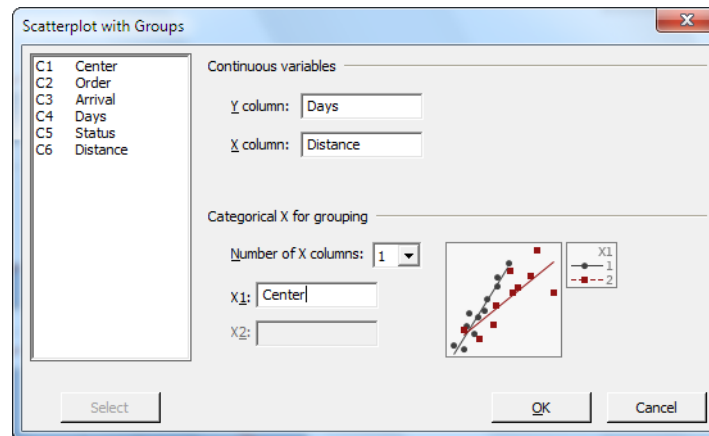 Scatterplot with Groups
C1 Center
C2 Order
C3 Arrival
C4 Days
C5 Status
C6 Distance
Continuous variables
Y column: Days
X column: Distance
Categorical X for grouping
Number of X columns: 1
X1: Center
X2:
X1
1
2
Select
OK
Cancel